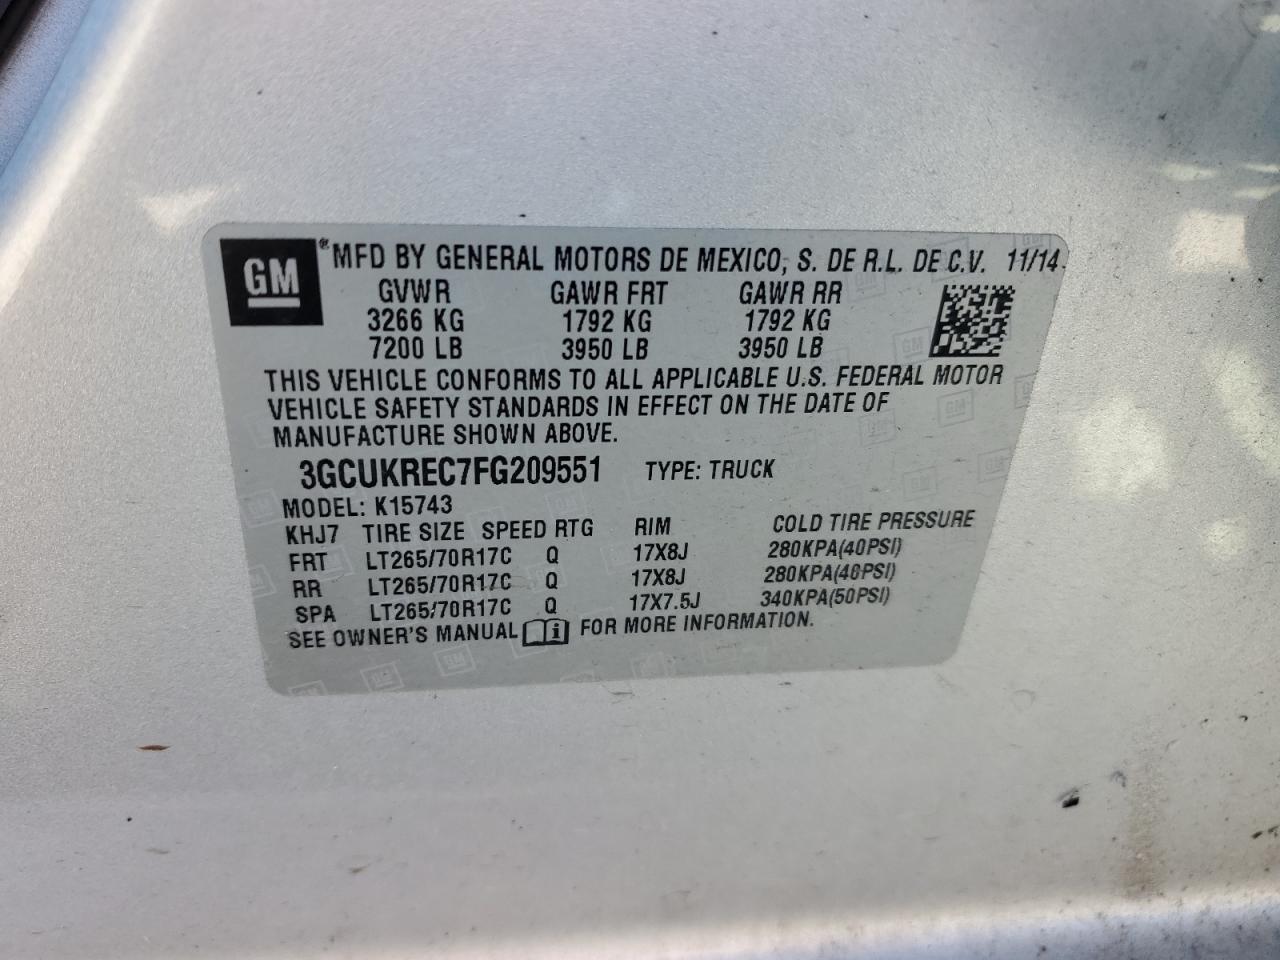 GM ® MFD BY GENERAL MOTORS DE MEXICO, S. DE R.L. DE C.V. 11/14
GVWR GAWR FRT GAWR RR
3266 KG 1792 KG 1792 KG
7200 LB 3950 LB 3950 LB
THIS VEHICLE CONFORMS TO ALL APPLICABLE U.S. FEDERAL MOTOR
VEHICLE SAFETY STANDARDS IN EFFECT ON THE DATE OF
MANUFACTURE SHOWN ABOVE.
3GCUKREC7FG209551 TYPE: TRUCK
MODEL: K15743
KHJ7 TIRE SIZE SPEED RTG RIM COLD TIRE PRESSURE
FRT LT265/70R17C Q 17X8J 280KPA(40PSI)
RR LT265/70R17C Q 17X8J 280KPA(40PSI)
SPA LT265/70R17C Q 17X7.5J 340KPA(50PSI)
SEE OWNER'S MANUAL FOR MORE INFORMATION.